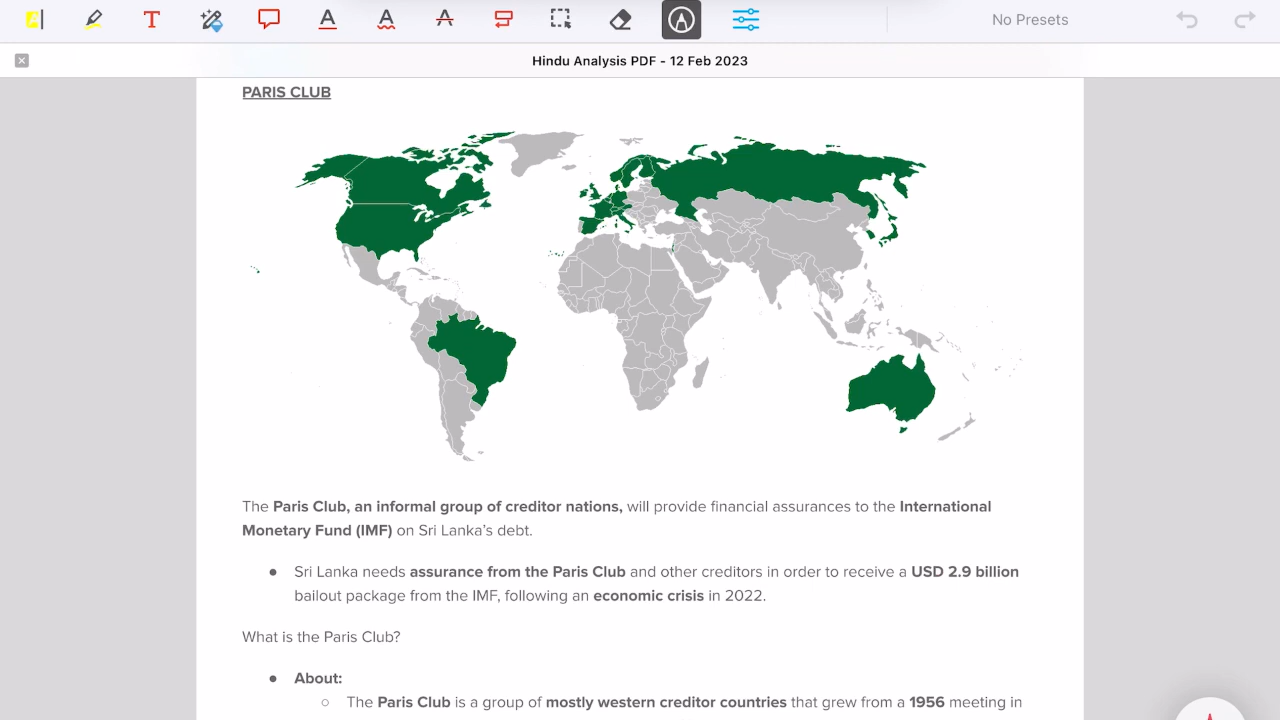 No Presets
Hindu Analysis PDF - 12 Feb 2023
PARIS CLUB
The Paris Club, an informal group of creditor nations, will provide financial assurances to the International
Monetary Fund (IMF) on Sri Lanka’s debt.
● Sri Lanka needs assurance from the Paris Club and other creditors in order to receive a USD 2.9 billion
bailout package from the IMF, following an economic crisis in 2022.
What is the Paris Club?
● About:
○ The Paris Club is a group of mostly western creditor countries that grew from a 1956 meeting in